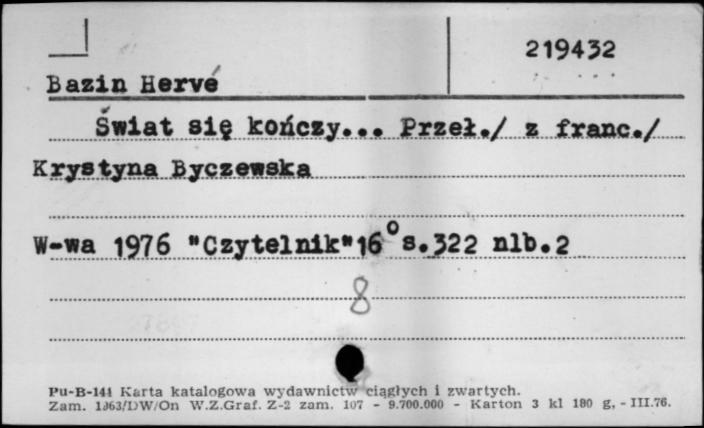 219432
Bazin Hervé
Świat się kończy... Przeł./ z franc./
Krystyna Byczewska
W-wa 1976 "Czytelnik" 16° s.322 nlb.2
8
Pu-B-144 Karta katalogowa wydawnictw ciągłych i zwartych.
Zam. 1363/DW/On W.Z.Graf. Z-2 zam. 107 - 9.700.000 - Karton 3 kl 180 g. - III.76.